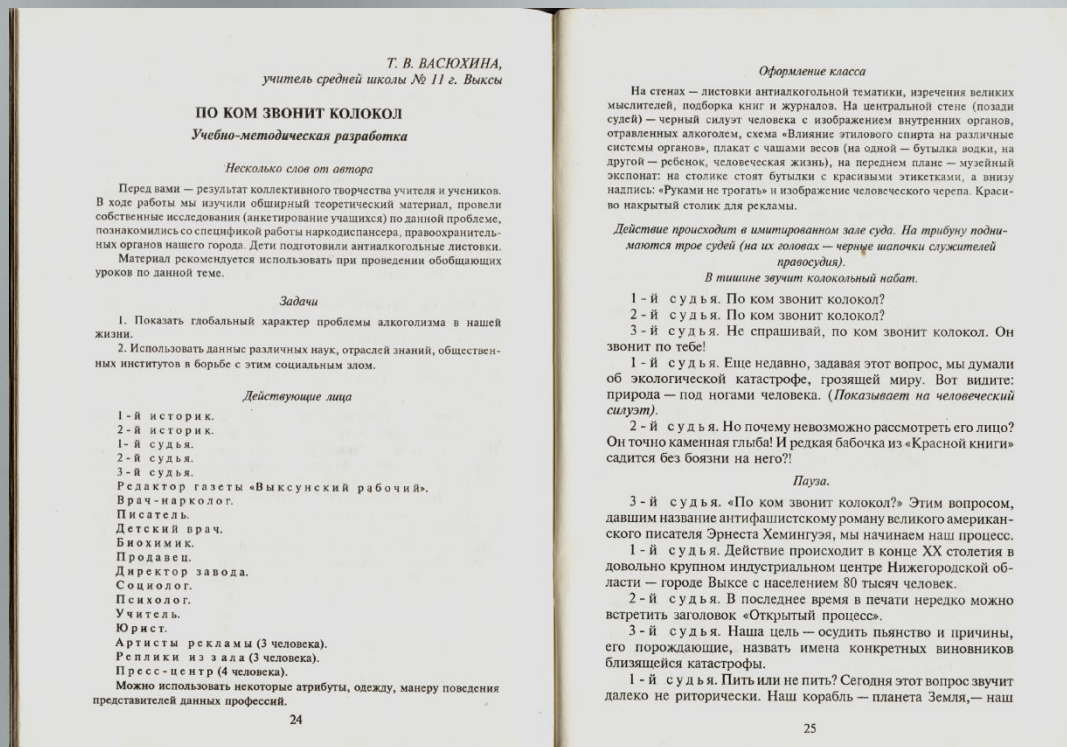 Т. В. ВАСЮХИНА,
учитель средней школы № 11 г. Выксы
ПО КОМ ЗВОНИТ КОЛОКОЛ
Учебно-методическая разработка
Несколько слов от автора
Перед вами — результат коллективного творчества учителя и учеников.
В ходе работы мы изучили обширный теоретический материал, провели
собственные исследования (анкетирование учащихся) по данной проблеме,
познакомились со спецификой работы наркодиспансера, правоохранитель-
ных органов нашего города. Дети подготовили антиалкогольные листовки.
Материал рекомендуется использовать при проведении обобщающих
уроков по данной теме.
Задачи
1. Показать глобальный характер проблемы алкоголизма в нашей
жизни.
2. Использовать данные различных наук, отраслей знаний, обществен-
ных институтов в борьбе с этим социальным злом.
Действующие лица
1-й историк.
2-й историк.
1-й судья.
2-й судья.
3-й судья.
Редактор газеты «Выксунский рабочий».
Врач-нарколог.
Писатель.
Детский врач.
Биохимик.
Продавец.
Директор завода.
Социолог.
Психолог.
Учитель.
Юрист.
Артисты рекламы (3 человека).
Реплики из зала (3 человека).
Пресс-центр (4 человека).
Можно использовать некоторые атрибуты, одежду, манеру поведения
представителей данных профессий.
24
Оформление класса
На стенах — листовки антиалкогольной тематики, изречения великих
мыслителей, подборка книг и журналов. На центральной стене (позади
судей) — черный силуэт человека с изображением внутренних органов,
отравленных алкоголем, схема «Влияние этилового спирта на различные
системы органов», плакат с чашами весов (на одной — бутылка водки, на
другой — ребенок, человеческая жизнь), на переднем плане — музейный
экспонат: на столике стоят бутылки с красивыми этикетками, а внизу
надпись: «Руками не трогать» и изображение человеческого черепа. Краси-
во накрытый столик для рекламы.
Действие происходит в имитированном зале суда. На трибуну подни-
маются трое судей (на их головах — черные шапочки служителей
правосудия).
В тишине звучит колокольный набат.
1-й судья. По ком звонит колокол?
2-й судья. По ком звонит колокол?
3-й судья. Не спрашивай, по ком звонит колокол. Он
звонит по тебе!
1-й судья. Еще недавно, задавая этот вопрос, мы думали
об экологической катастрофе, грозящей миру. Вот видите:
природа — под ногами человека. (Показывает на человеческий
силуэт).
2-й судья. Но почему невозможно рассмотреть его лицо?
Он точно каменная глыба! И редкая бабочка из «Красной книги»
садится без боязни на него?!
Пауза.
3-й судья. «По ком звонит колокол?» Этим вопросом,
давшим название антифашистскому роману великого американ-
ского писателя Эрнеста Хемингуэя, мы начинаем наш процесс.
1-й судья. Действие происходит в конце XX столетия в
довольно крупном индустриальном центре Нижегородской об-
ласти — городе Выксе с населением 80 тысяч человек.
2-й судья. В последнее время в печати нередко можно
встретить заголовок «Открытый процесс».
3-й судья. Наша цель — осудить пьянство и причины,
его порождающие, назвать имена конкретных виновников
близящейся катастрофы.
1-й судья. Пить или не пить? Сегодня этот вопрос звучит
далеко не риторически. Наш корабль — планета Земля,— наш
25